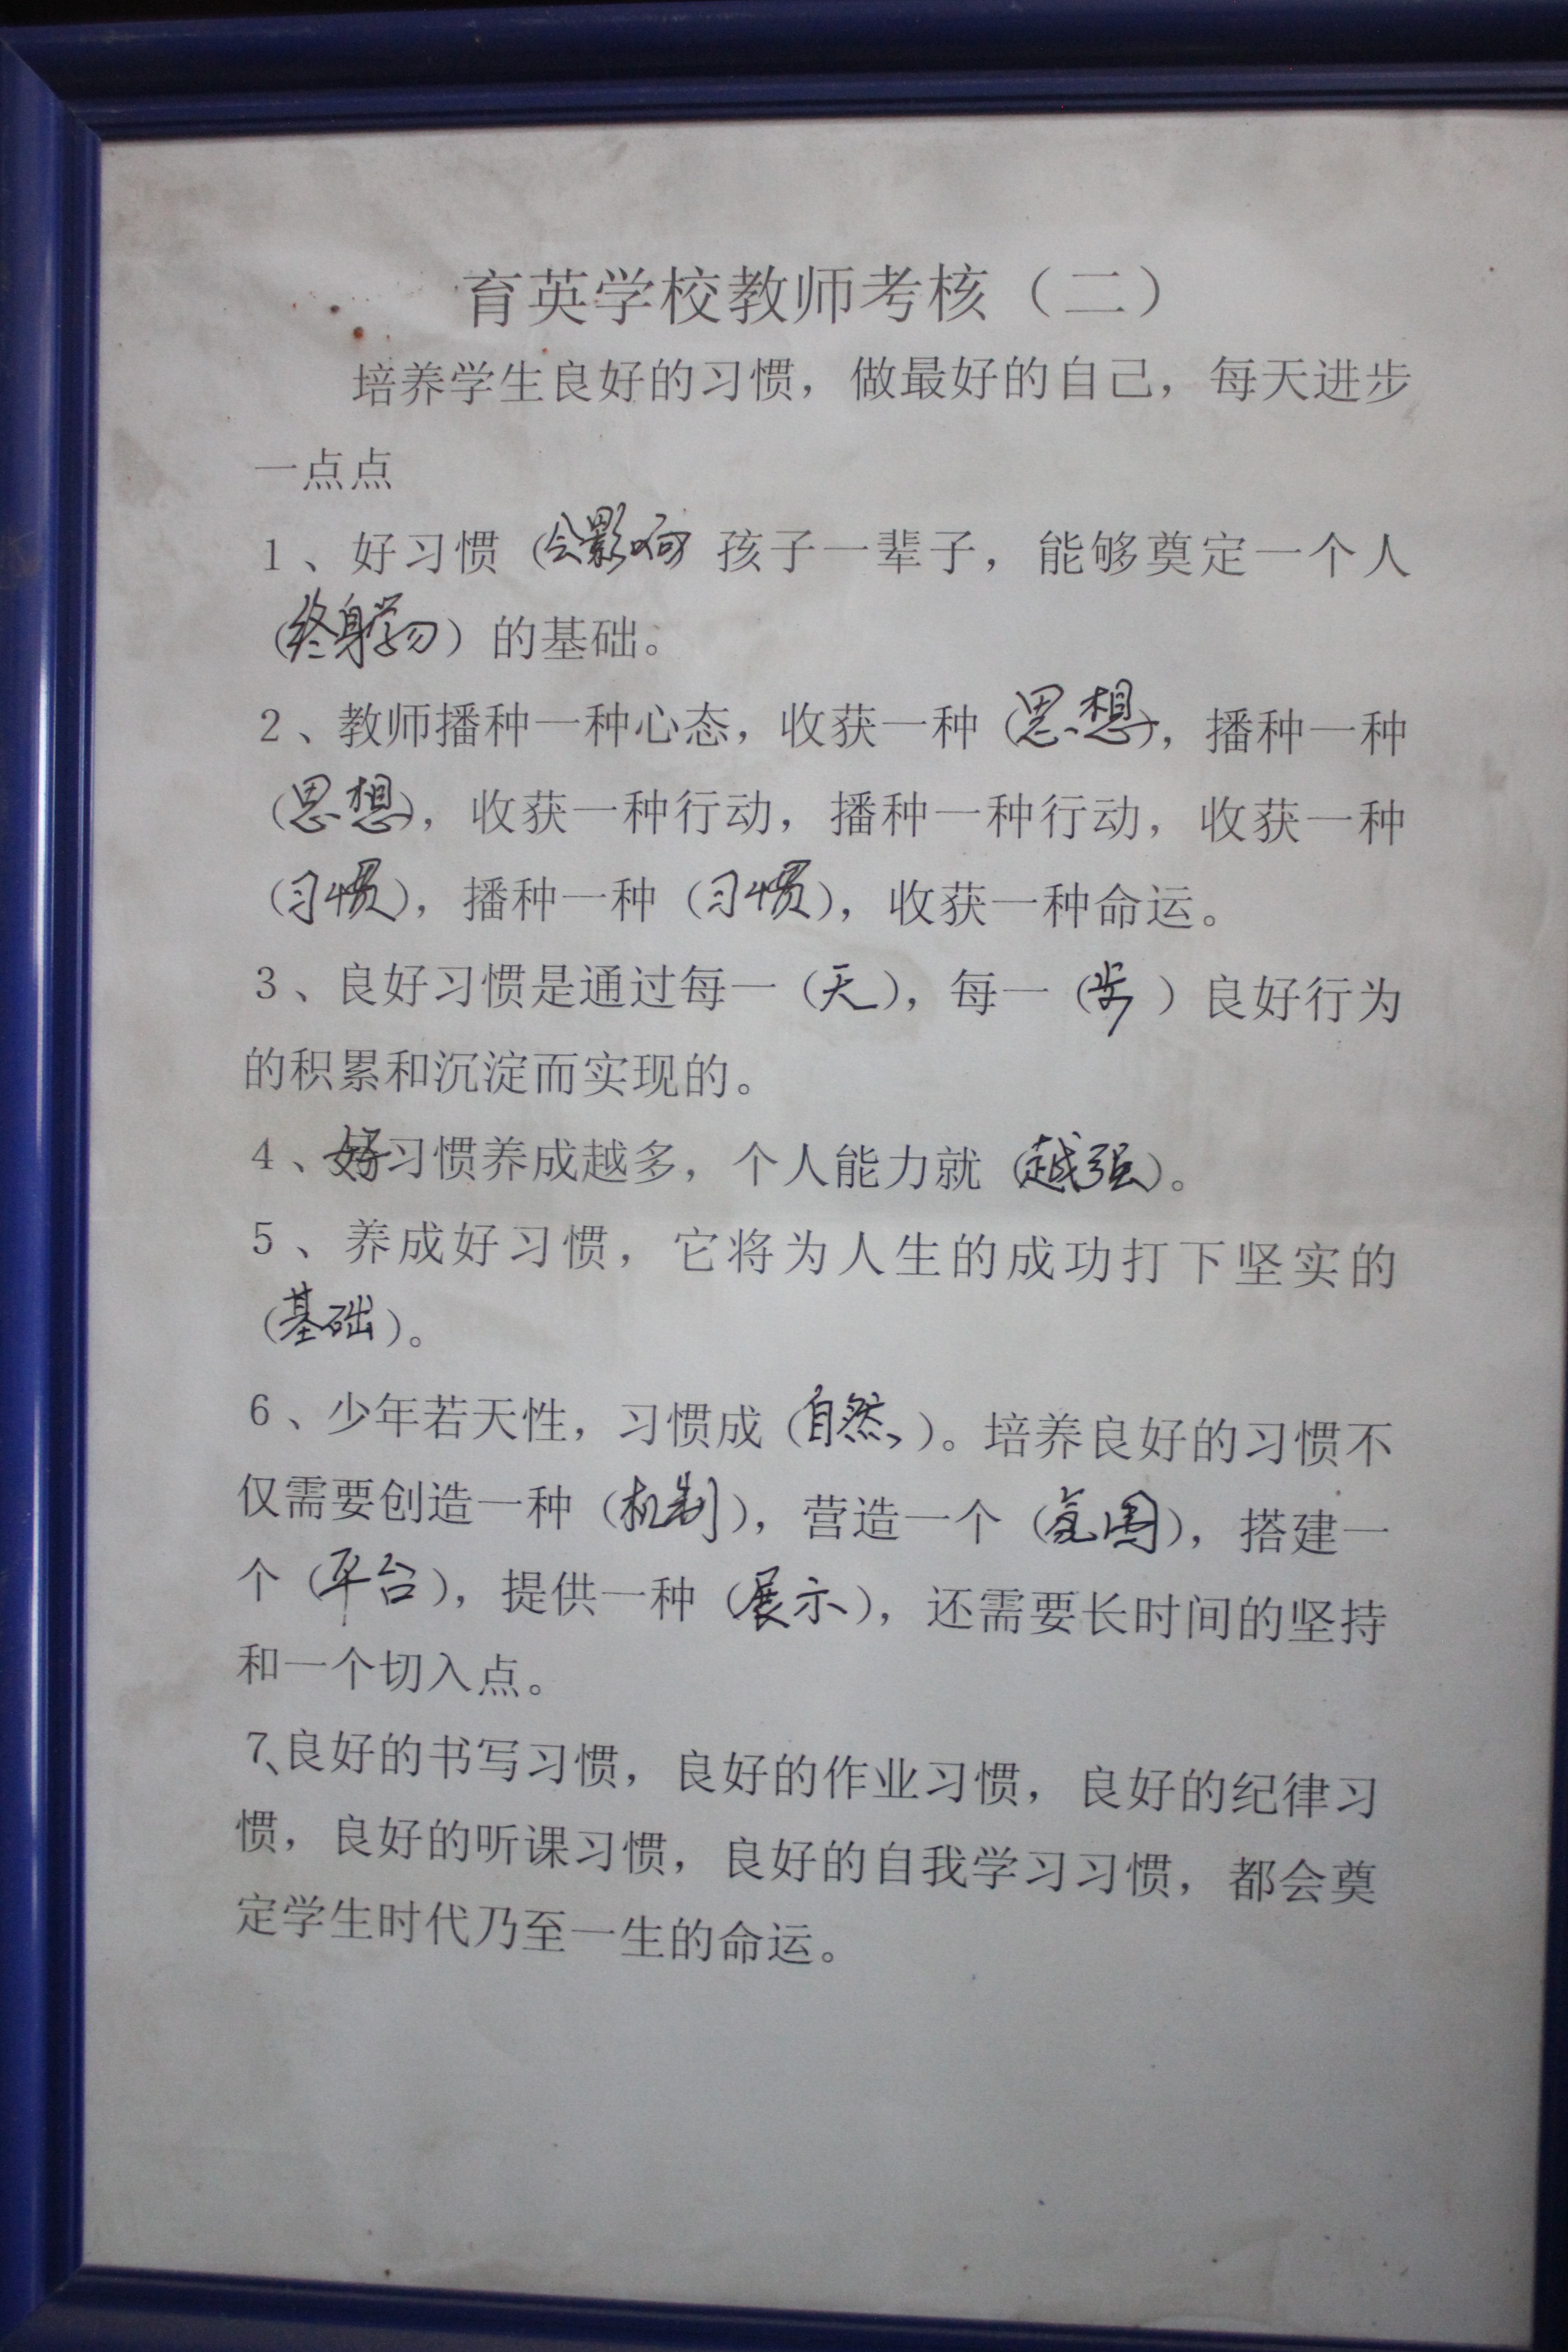 育英学校教师考核（二）
培养学生良好的习惯，做最好的自己，每天进步
一点点
1、好习惯（会影响）孩子一辈子，能够奠定一个人
（终身学习）的基础。
2、教师播种一种心态，收获一种（思想），播种一种
（思想），收获一种行动，播种一种行动，收获一种
（习惯），播种一种（习惯），收获一种命运。
3、良好习惯是通过每一（天），每一（步）良好行为
的积累和沉淀而实现的。
4、好习惯养成越多，个人能力就（越强）。
5、养成好习惯，它将为人生的成功打下坚实的
（基础）。
6、少年若天性，习惯成（自然）。培养良好的习惯不
仅需要创造一种（机制），营造一个（氛围），搭建一
个（平台），提供一种（展示），还需要长时间的坚持
和一个切入点。
7、良好的书写习惯，良好的作业习惯，良好的纪律习
惯，良好的听课习惯，良好的自我学习习惯，都会奠
定学生时代乃至一生的命运。